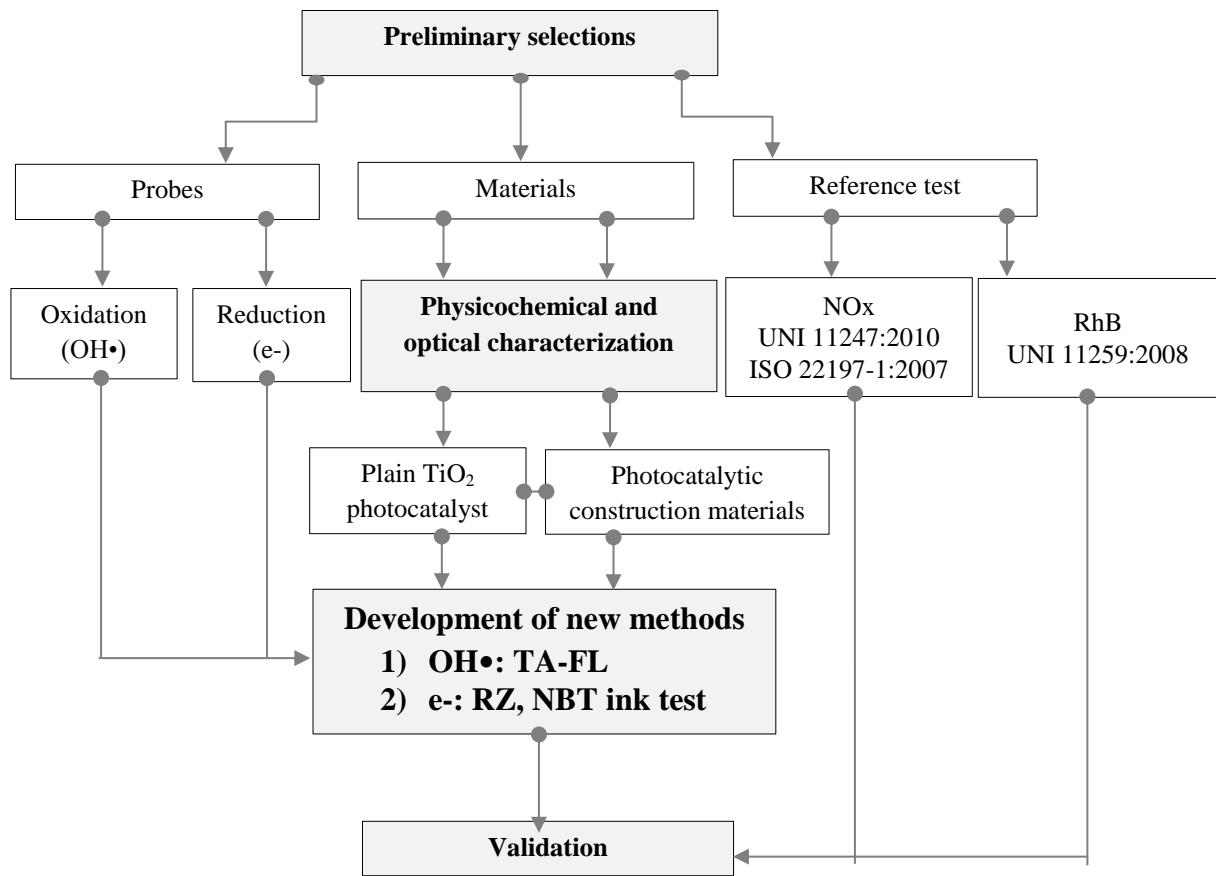 Preliminary selections
Probes
Materials
Reference test
Oxidation
(OH•)
Reduction
(e-)
Physicochemical and
optical characterization
NOx
UNI 11247:2010
ISO 22197-1:2007
RhB
UNI 11259:2008
Plain TiO₂
photocatalyst
Photocatalytic
construction materials
Development of new methods
1) OH•: TA-FL
2) e-: RZ, NBT ink test
Validation